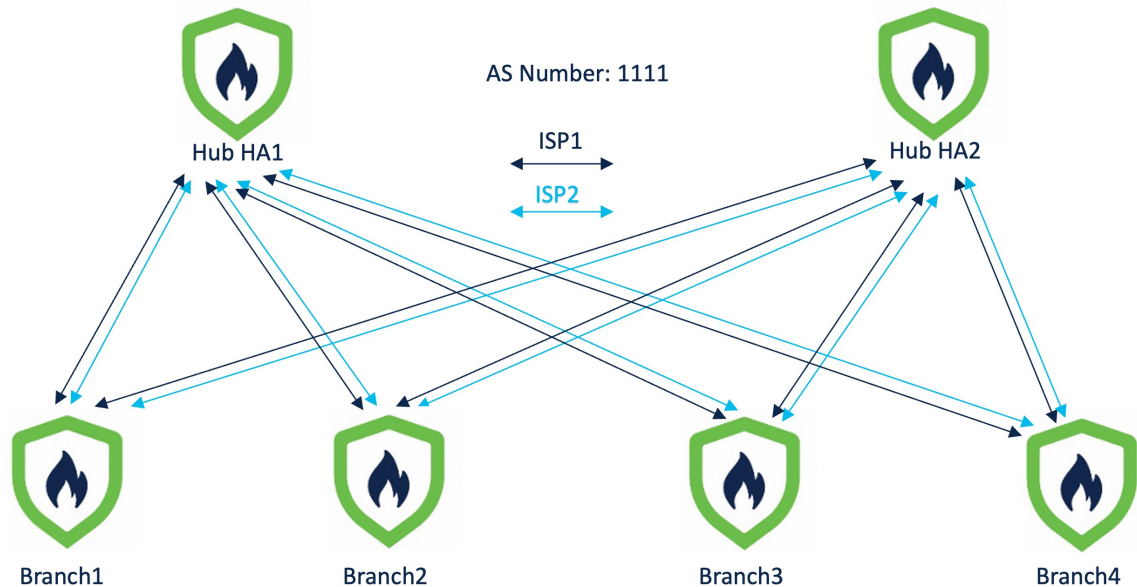 AS Number: 1111
Hub HA1
ISP1
Hub HA2
ISP2
Branch1
Branch2
Branch3
Branch4